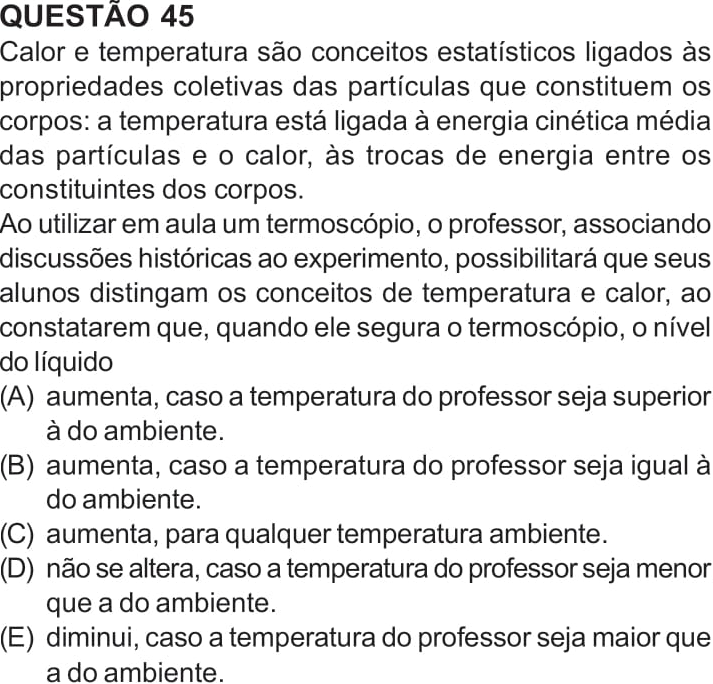 QUESTÃO 45
Calor e temperatura são conceitos estatísticos ligados às
propriedades coletivas das partículas que constituem os
corpos: a temperatura está ligada à energia cinética média
das partículas e o calor, às trocas de energia entre os
constituintes dos corpos.
Ao utilizar em aula um termoscópio, o professor, associando
discussões históricas ao experimento, possibilitará que seus
alunos distingam os conceitos de temperatura e calor, ao
constatarem que, quando ele segura o termoscópio, o nível
do líquido
(A) aumenta, caso a temperatura do professor seja superior
à do ambiente.
(B) aumenta, caso a temperatura do professor seja igual à
do ambiente.
(C) aumenta, para qualquer temperatura ambiente.
(D) não se altera, caso a temperatura do professor seja menor
que a do ambiente.
(E) diminui, caso a temperatura do professor seja maior que
a do ambiente.